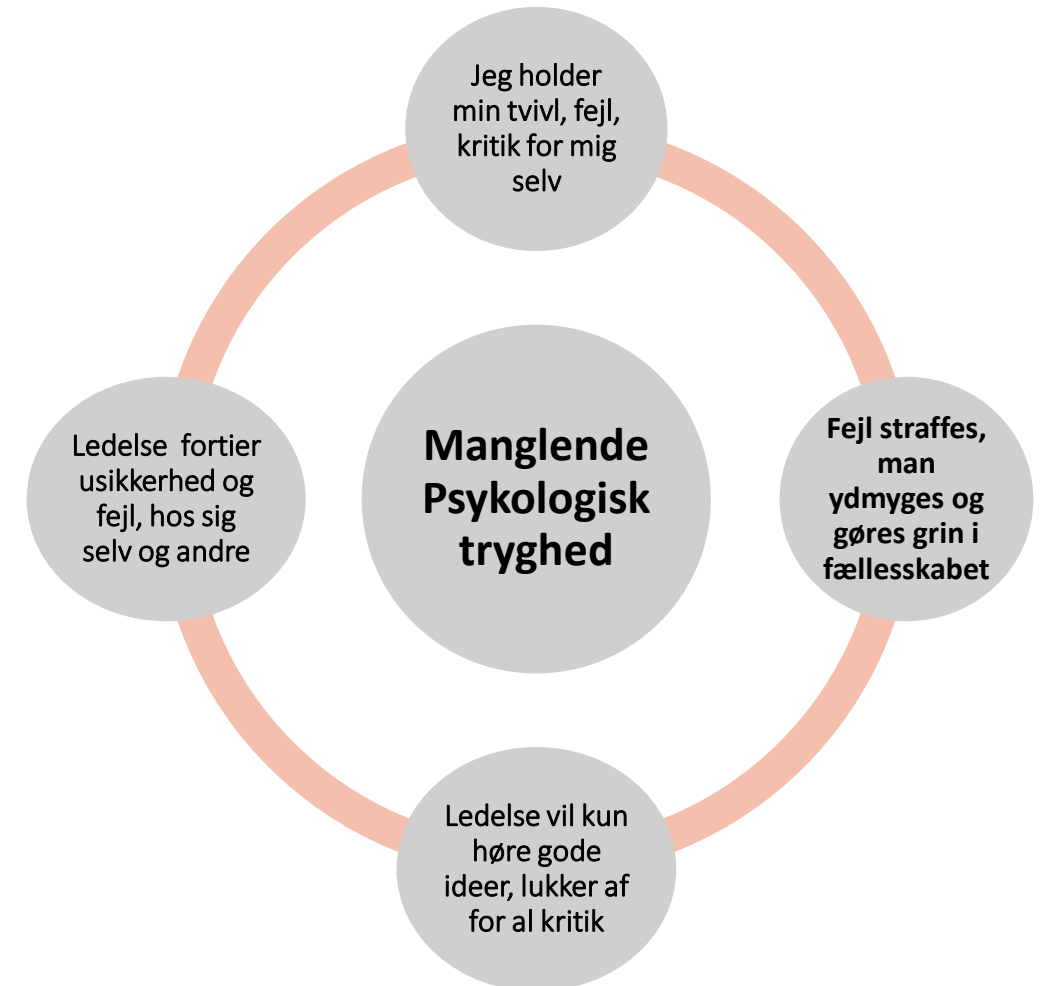 Jeg holder
min tvivl, fejl,
kritik for mig
selv
Ledelse fortier
usikkerhed og
fejl, hos sig
selv og andre
Manglende
Psykologisk
tryghed
Fejl straffes,
man
ydmyges og
gøres grin i
fællesskabet
Ledelse vil kun
høre gode
ideer, lukker af
for al kritik